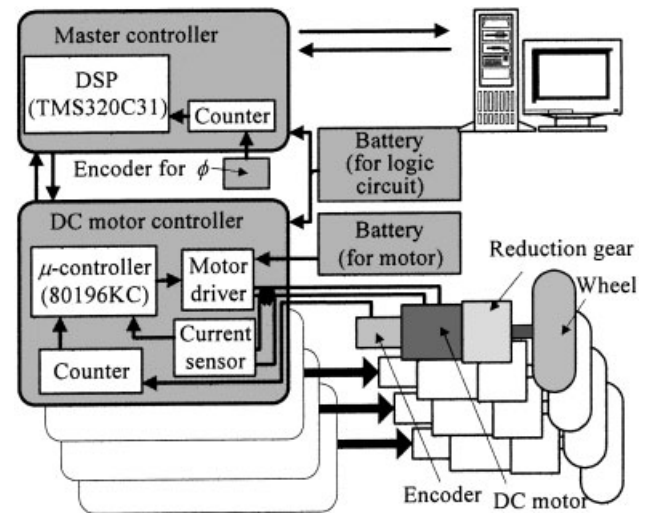 Master controller
DSP
(TMS320C31)
Counter
Encoder for ϕ
Battery
(for logic
circuit)
DC motor controller
Battery
(for motor)
μ-controller
(80196KC)
Motor
driver
Current
sensor
Counter
Reduction gear
Wheel
Encoder
DC motor